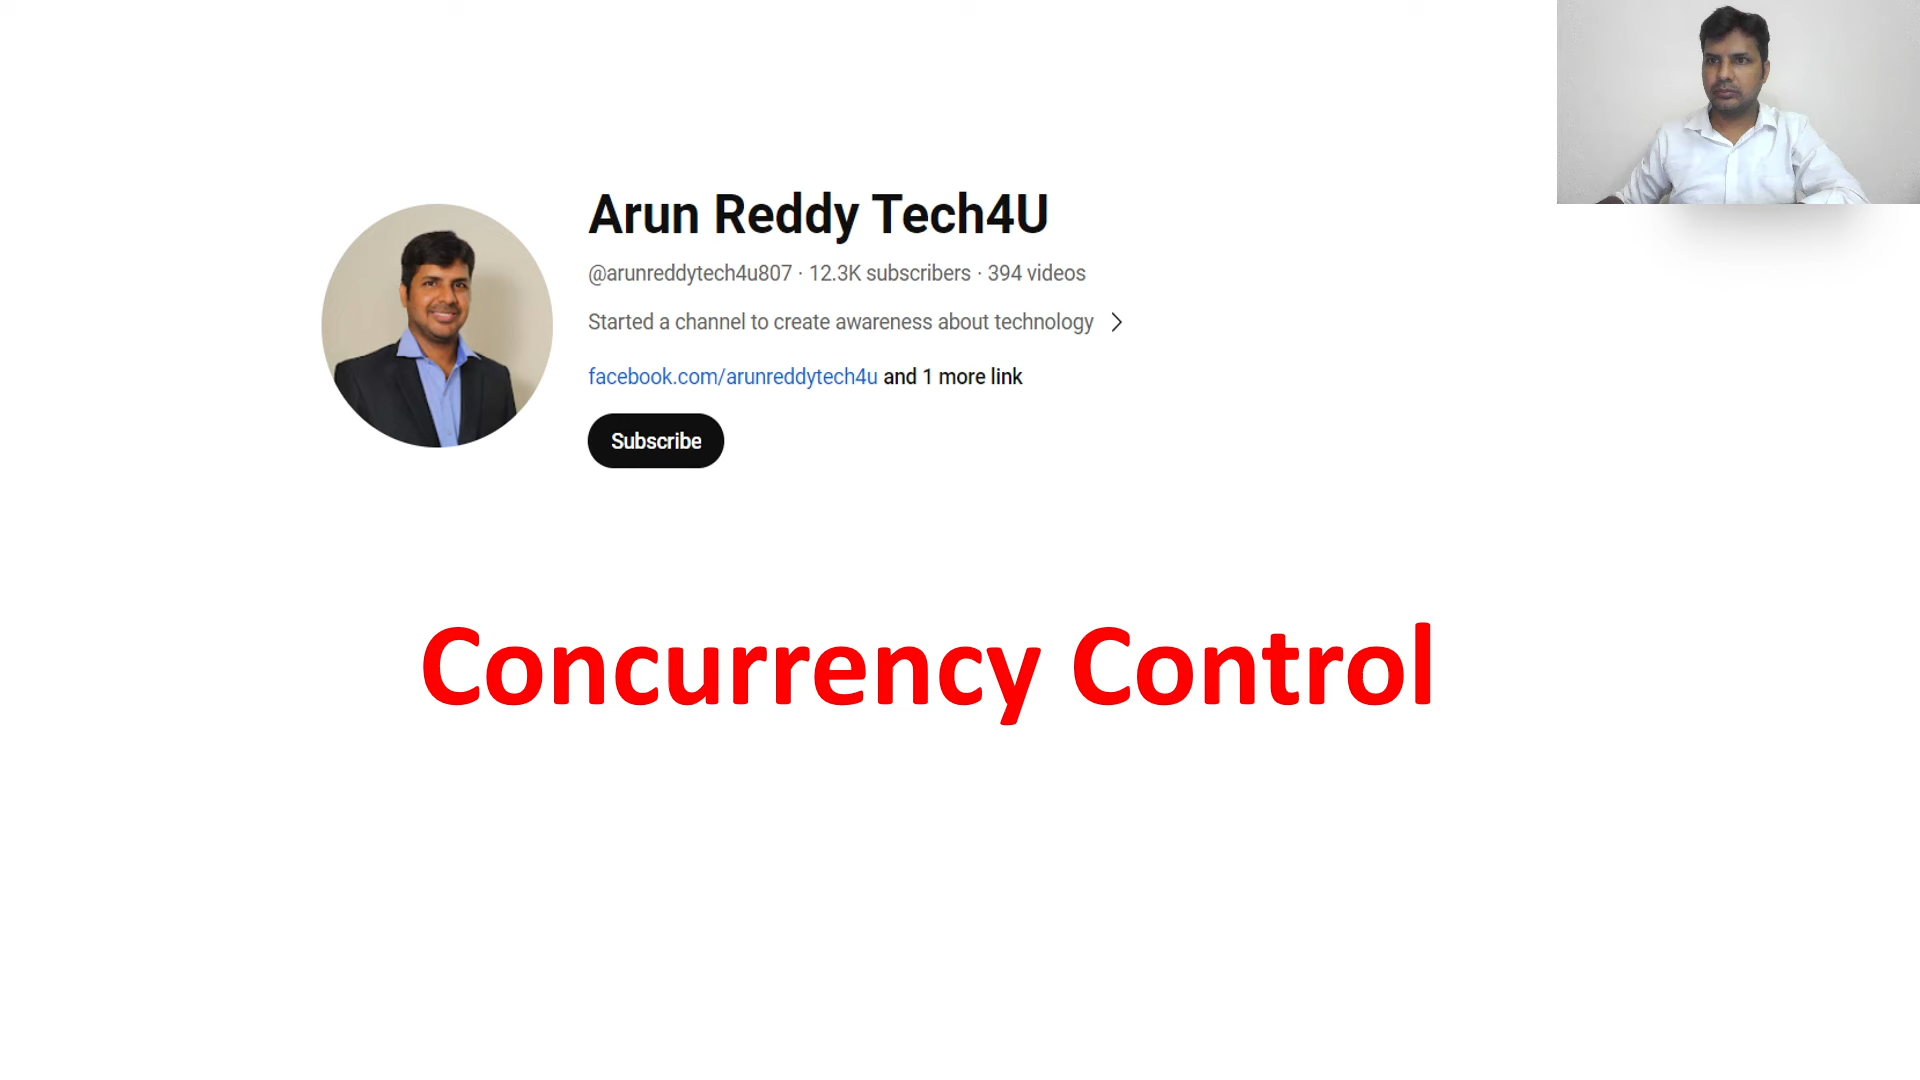 Arun Reddy Tech4U
@arunreddytech4u807 · 12.3K subscribers · 394 videos
Started a channel to create awareness about technology
facebook.com/arunreddytech4u and 1 more link
Subscribe
Concurrency Control